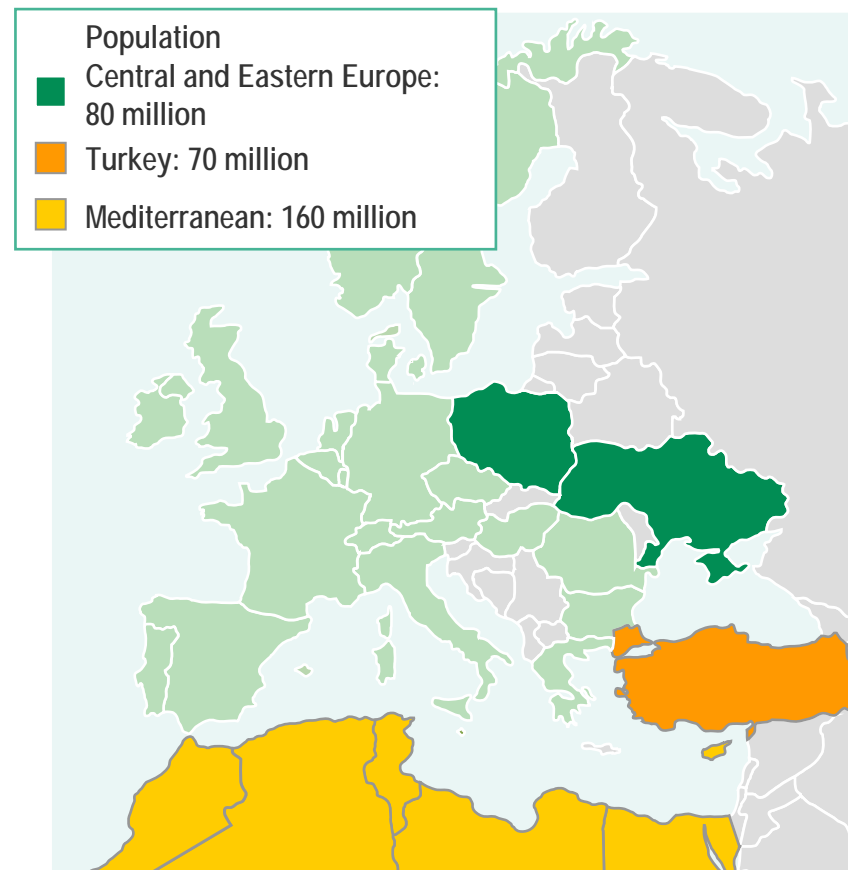 Population
Central and Eastern Europe:
80 million
Turkey: 70 million
Mediterranean: 160 million